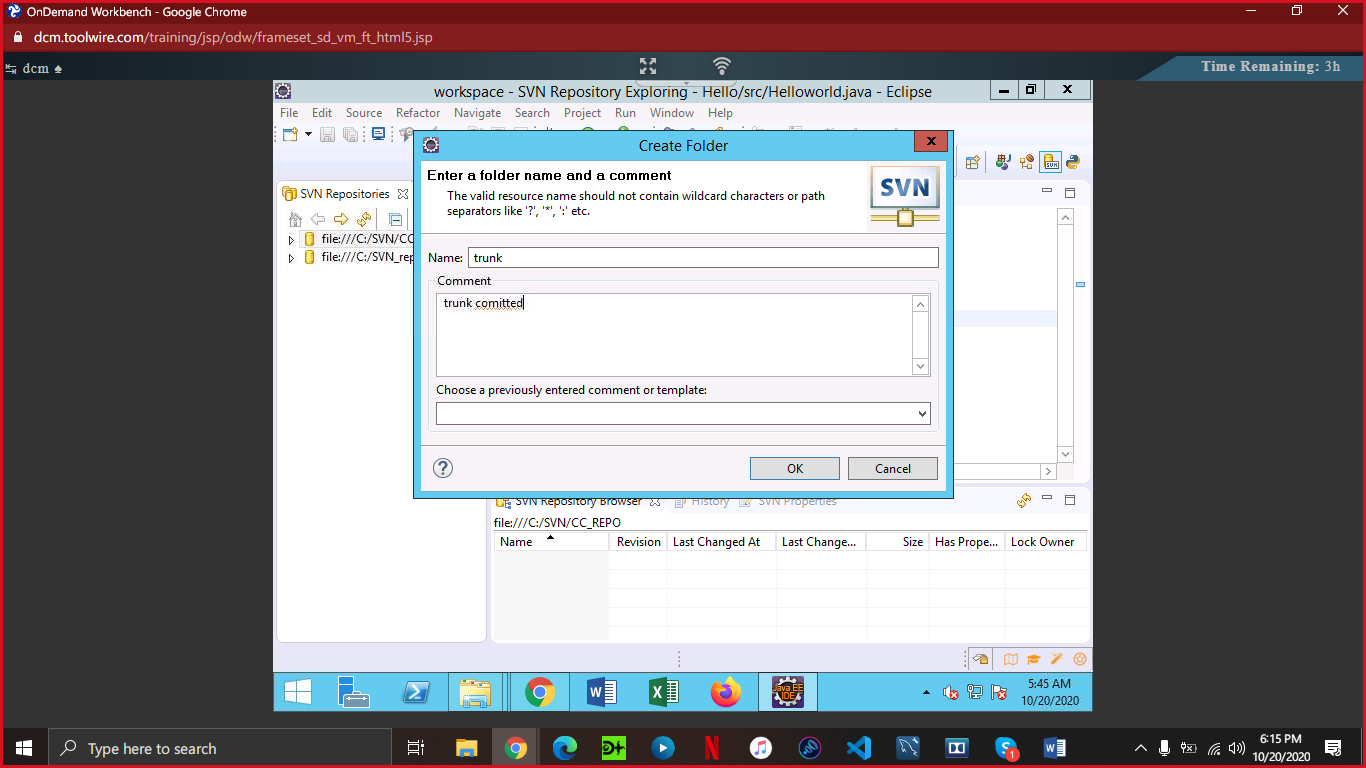 OnDemand Workbench - Google Chrome
dcm.toolwire.com/training/jsp/odw/frameset_sd_vm_ft_html5.jsp
dcm ♠
Time Remaining: 3h
workspace - SVN Repository Exploring - Hello/src/Helloworld.java - Eclipse
File Edit Source Refactor Navigate Search Project Run Window Help
Create Folder
Enter a folder name and a comment
The valid resource name should not contain wildcard characters or path
separators like '?', '*', ':' etc.
SVN
SVN Repositories
file:///C:/SVN/CC
file:///C:/SVN_rep
Name: trunk
Comment
trunk comitted
Choose a previously entered comment or template:
OK Cancel
SVN Repository Browser History SVN Properties
file:///C:/SVN/CC_REPO
Name Revision Last Changed At Last Change... Size Has Prope... Lock Owner
Java EE
IDE
5:45 AM
10/20/2020
Type here to search
1
6:15 PM
10/20/2020